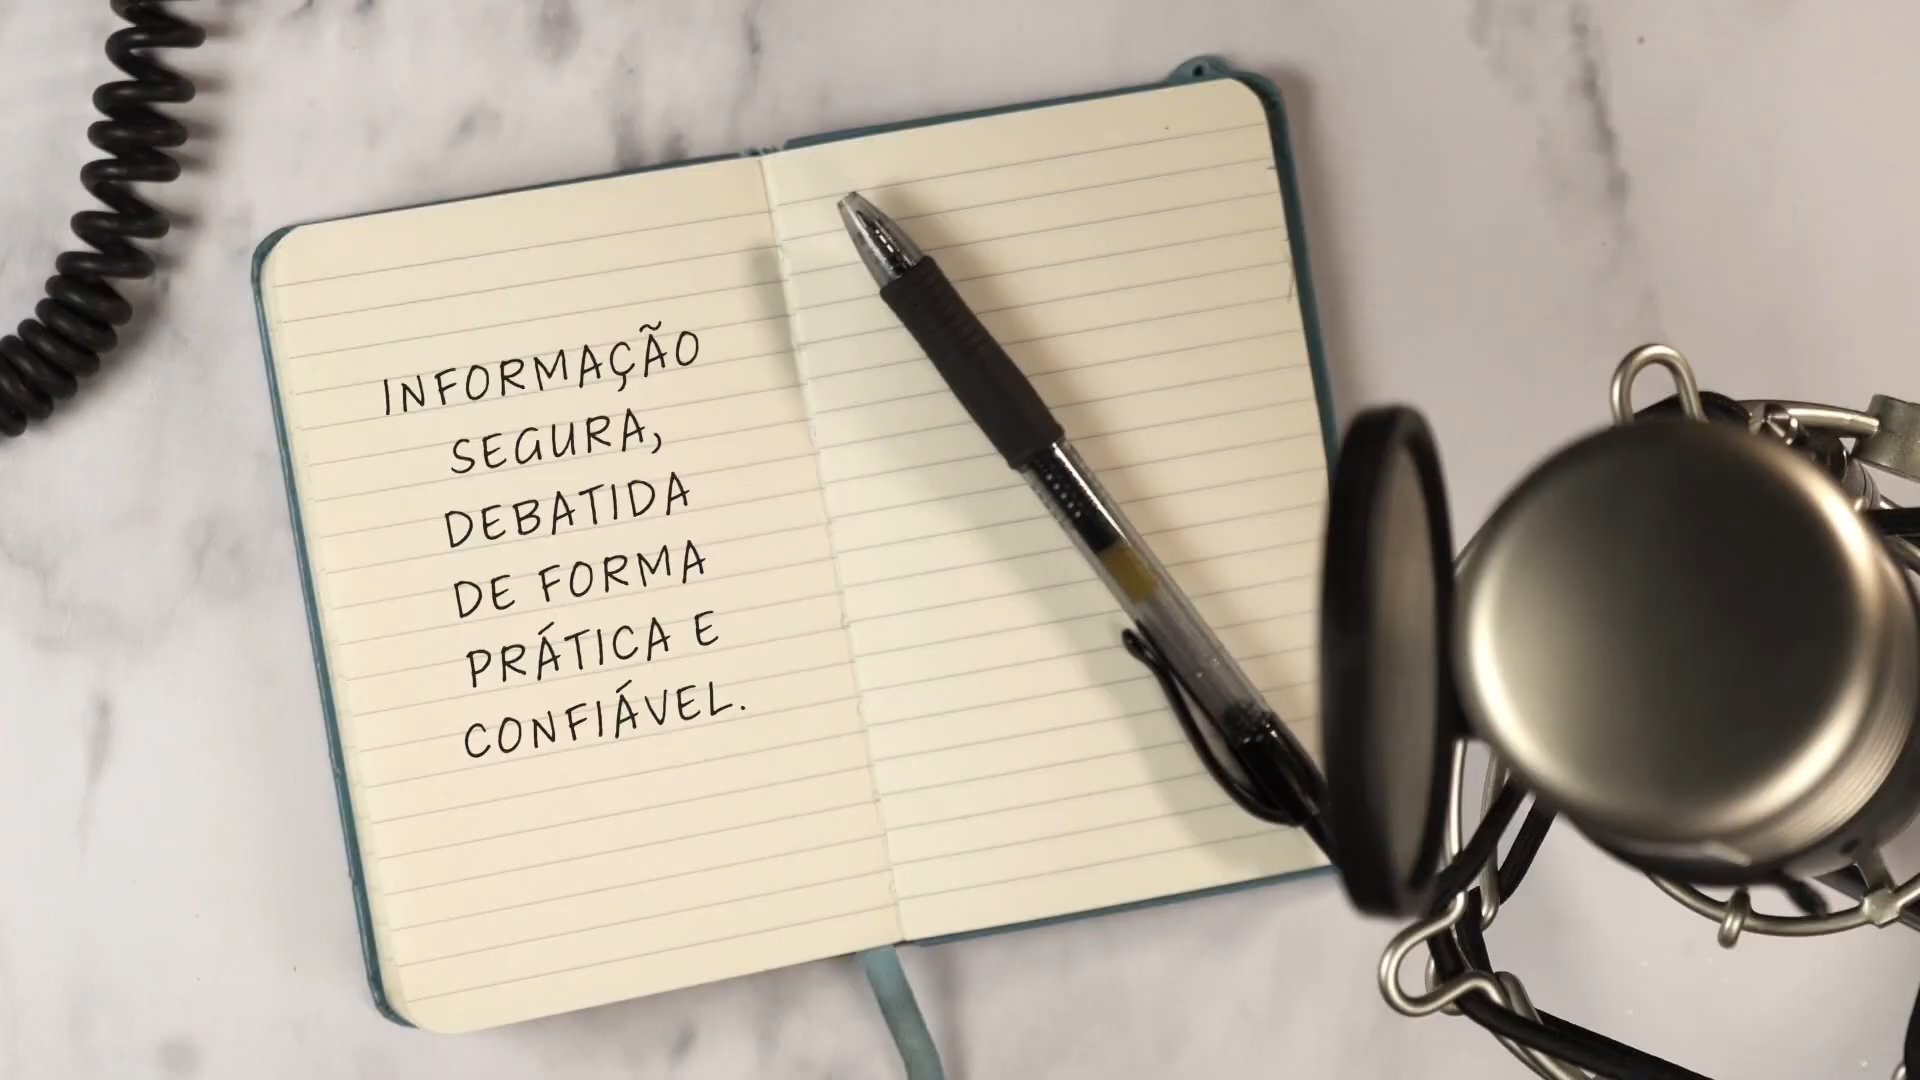 INFORMAÇÃO
SEGURA,
DEBATIDA
DE FORMA
PRÁTICA E
CONFIÁVEL.